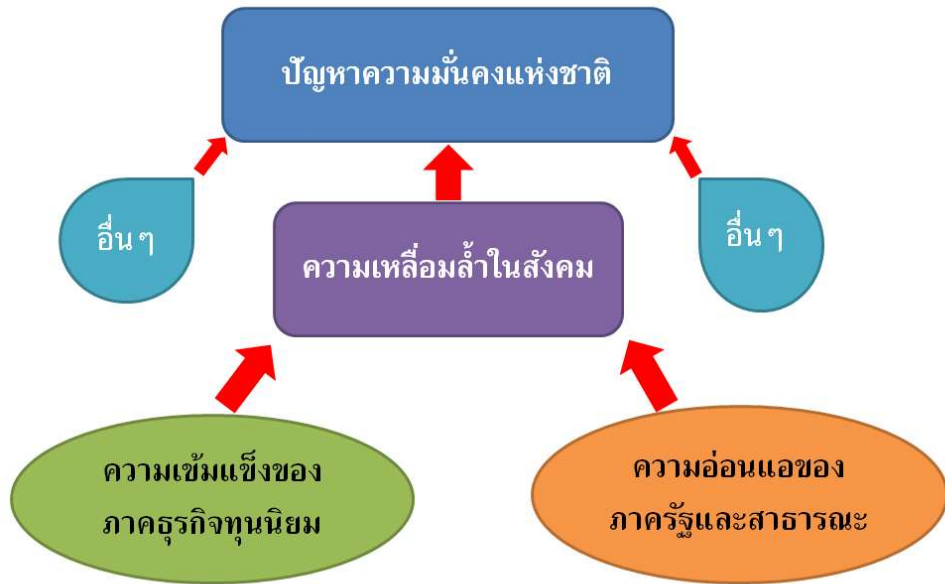 ปัญหาความมั่นคงแห่งชาติ
อื่น ๆ
อื่น ๆ
ความเหลื่อมล้ำในสังคม
ความเข้มแข็งของ
ภาคธุรกิจทุนนิยม
ความอ่อนแอของ
ภาครัฐและสาธารณะ